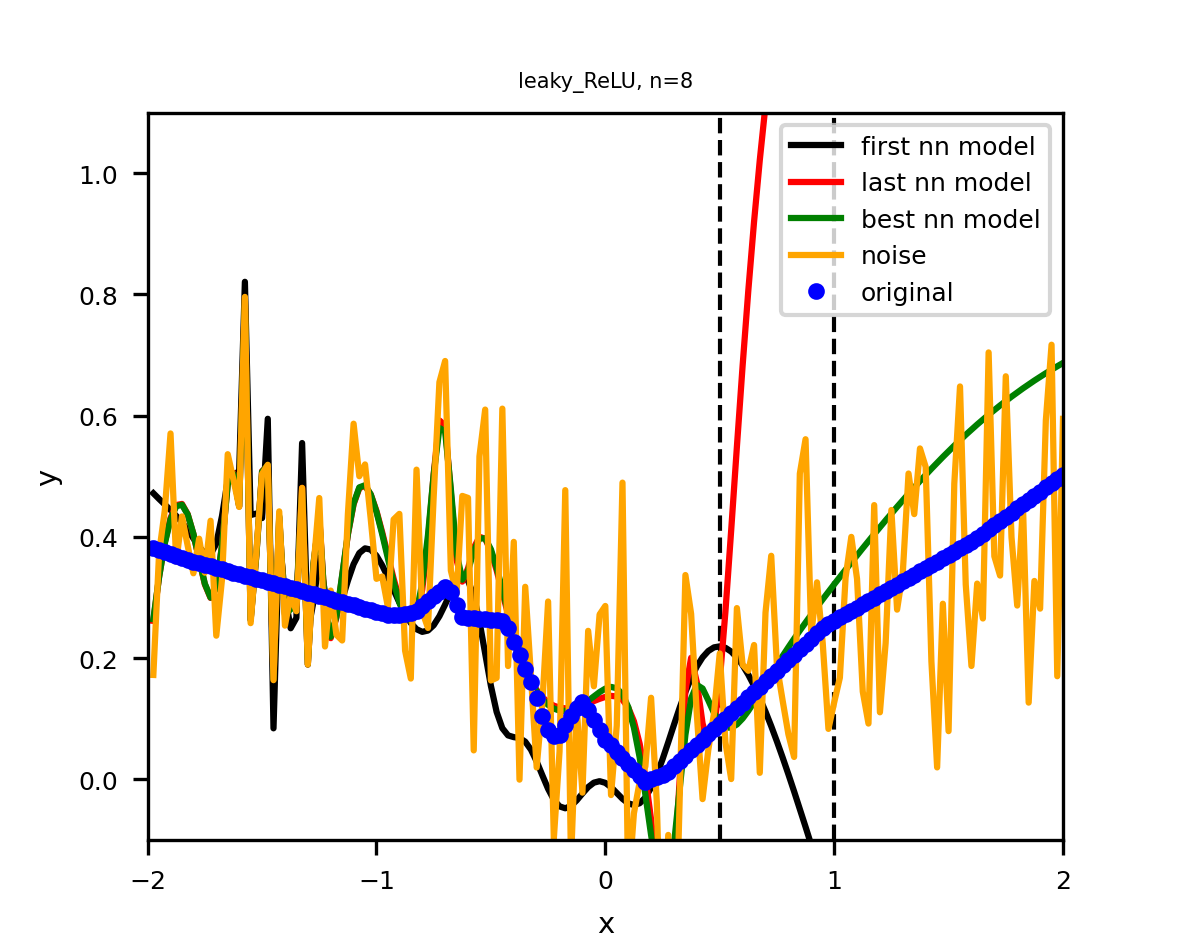 leaky_ReLU, n=8
first nn model
last nn model
best nn model
noise
original
1.0
0.8
0.6
0.4
0.2
0.0
y
−2
−1
0
1
2
x